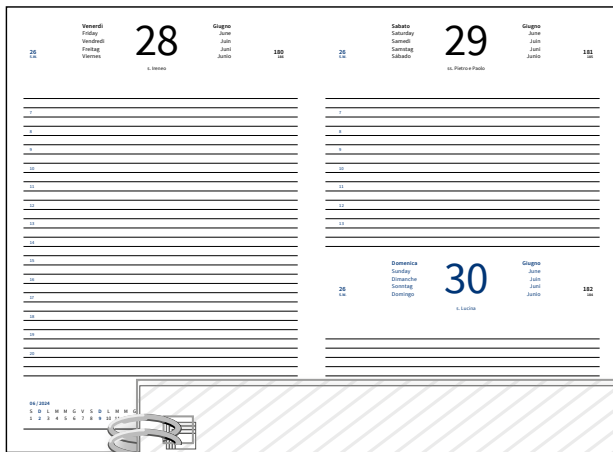 26
Venerdì
Friday
Vendredi
Freitag
Viernes
28
s. Ireneo
Giugno
June
Juin
Juni
Junio
180
186
7
8
9
10
11
12
13
14
15
16
17
18
19
20
06 / 2024
S D L M M G V S D L M M G
1 2 3 4 5 6 7 8 9 10
26
Sabato
Saturday
Samedi
Samstag
Sábado
29
ss. Pietro e Paolo
Giugno
June
Juin
Juni
Junio
181
185
7
8
9
10
11
12
13
26
Domenica
Sunday
Dimanche
Sonntag
Domingo
30
s. Lucina
Giugno
June
Juin
Juni
Junio
182
184